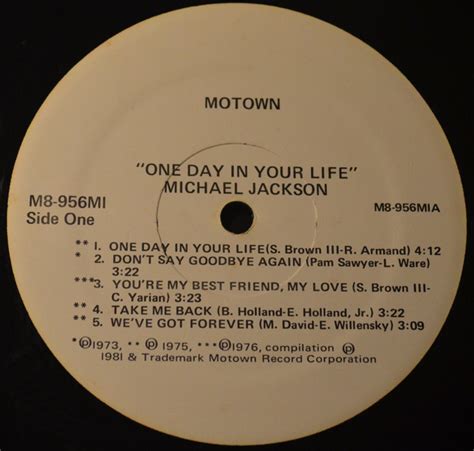 MOTOWN
"ONE DAY IN YOUR LIFE"
MICHAEL JACKSON
M8-956MI
Side One
M8-956MIA
** 1. ONE DAY IN YOUR LIFE(S. Brown III-R. Armand) 4:12
* 2. DON'T SAY GOODBYE AGAIN (Pam Sawyer-L. Ware)
3:22
*** 3. YOU'RE MY BEST FRIEND, MY LOVE (S. Brown III-
C. Yarian) 3:23
** 4. TAKE ME BACK (B. Holland-E. Holland, Jr.) 3:22
** 5. WE'VE GOT FOREVER (M. David-E. Willensky) 3:09
* ℗1973, ** ℗ 1975, ***℗1976, compilation ℗
1981 & Trademark Motown Record Corporation